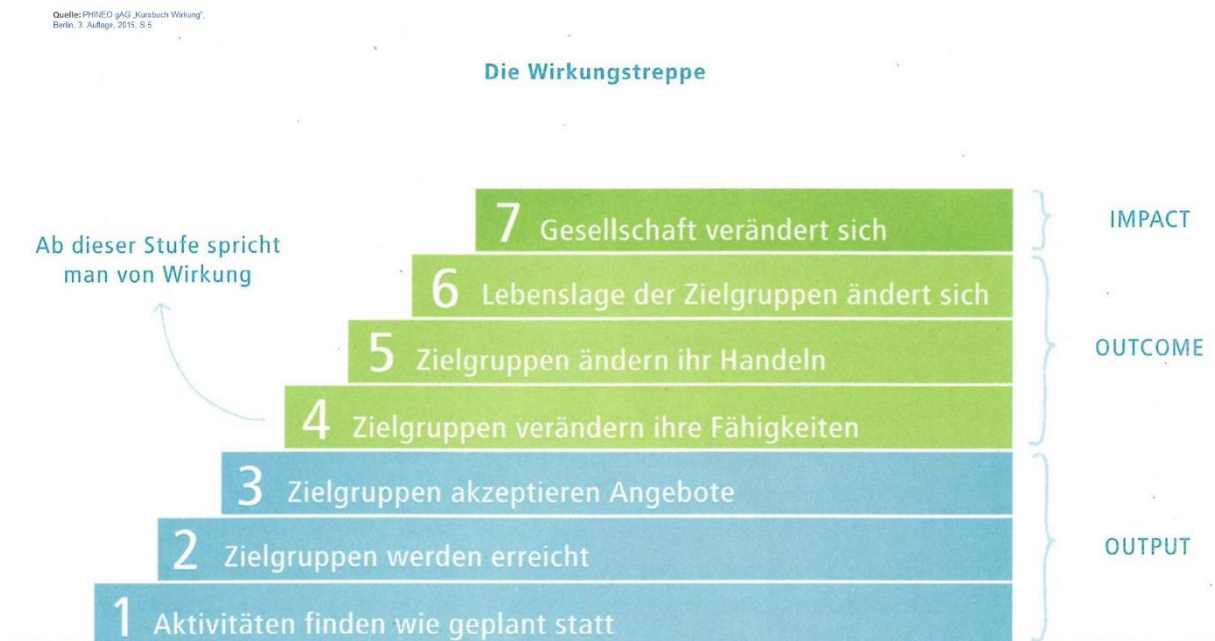 Quelle: PHINEO gAG „Kursbuch Wirkung“,
Berlin, 3. Auflage, 2015, S.5
Die Wirkungstreppe
7 Gesellschaft verändert sich
IMPACT
Ab dieser Stufe spricht
man von Wirkung
6 Lebenslage der Zielgruppen ändert sich
5 Zielgruppen ändern ihr Handeln
OUTCOME
4 Zielgruppen verändern ihre Fähigkeiten
3 Zielgruppen akzeptieren Angebote
2 Zielgruppen werden erreicht
OUTPUT
1 Aktivitäten finden wie geplant statt